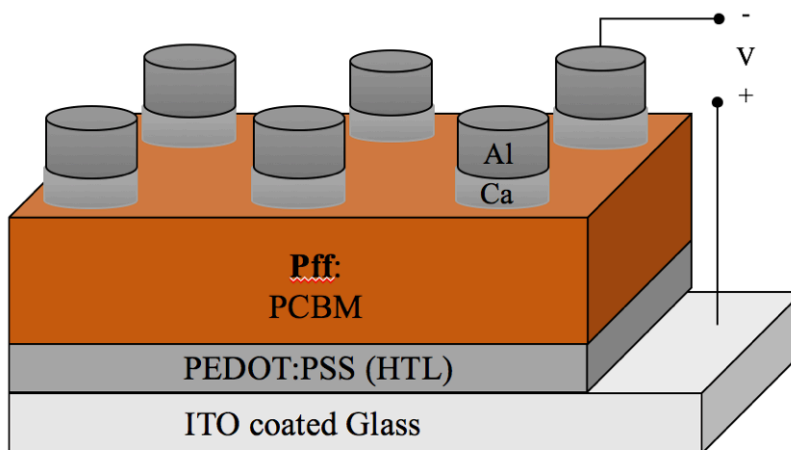 -
V
+
Al
Ca
Pff:
PCBM
PEDOT:PSS (HTL)
ITO coated Glass